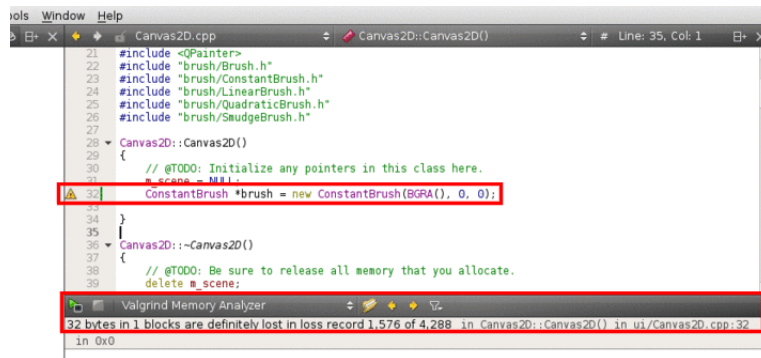 ols Window Help
Canvas2D.cpp Canvas2D::Canvas2D() # Line: 35, Col: 1
21 #include <QPainter>
22 #include "brush/Brush.h"
23 #include "brush/ConstantBrush.h"
24 #include "brush/LinearBrush.h"
25 #include "brush/QuadraticBrush.h"
26 #include "brush/SmudgeBrush.h"
27
28 Canvas2D::Canvas2D()
29 {
30 // @TODO: Initialize any pointers in this class here.
31 m_scene = NULL;
32 ConstantBrush *brush = new ConstantBrush(BGRA(), 0, 0);
33
34 }
35
36 Canvas2D::~Canvas2D()
37 {
38 // @TODO: Be sure to release all memory that you allocate.
39 delete m_scene;
Valgrind Memory Analyzer
32 bytes in 1 blocks are definitely lost in loss record 1,576 of 4,288 in Canvas2D::Canvas2D() in ui/Canvas2D.cpp:32
in 0x0